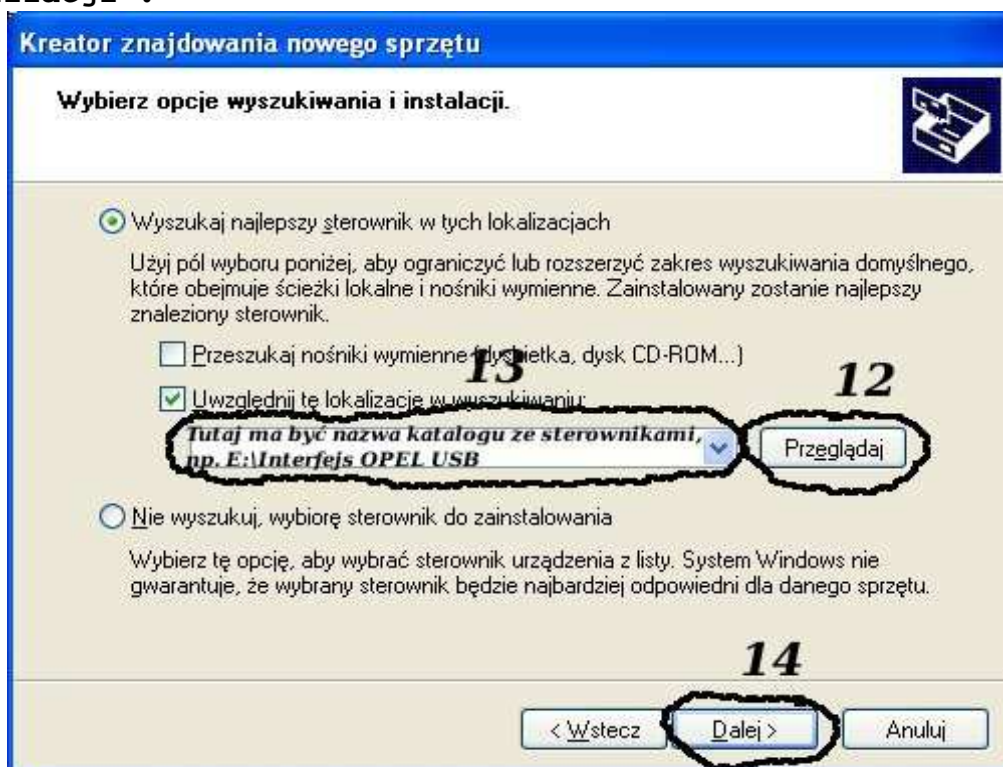 Kreator znajdowania nowego sprzętu
Wybierz opcje wyszukiwania i instalacji.
Wyszukaj najlepszy sterownik w tych lokalizacjach
Użyj pól wyboru poniżej, aby ograniczyć lub rozszerzyć zakres wyszukiwania domyślnego,
które obejmuje ścieżki lokalne i nośniki wymienne. Zainstalowany zostanie najlepszy
znaleziony sterownik.
Przeszukaj nośniki wymienne (dyskietka, dysk CD-ROM...)
13
12
Uwzględnij tę lokalizację w wyszukiwaniu:
Tutaj ma być nazwa katalogu ze sterownikami,
np. E:\Interfejs OPEL USB
Przeglądaj
Nie wyszukuj, wybiorę sterownik do zainstalowania
Wybierz tę opcję, aby wybrać sterownik urządzenia z listy. System Windows nie
gwarantuje, że wybrany sterownik będzie najbardziej odpowiedni dla danego sprzętu.
14
< Wstecz Dalej > Anuluj